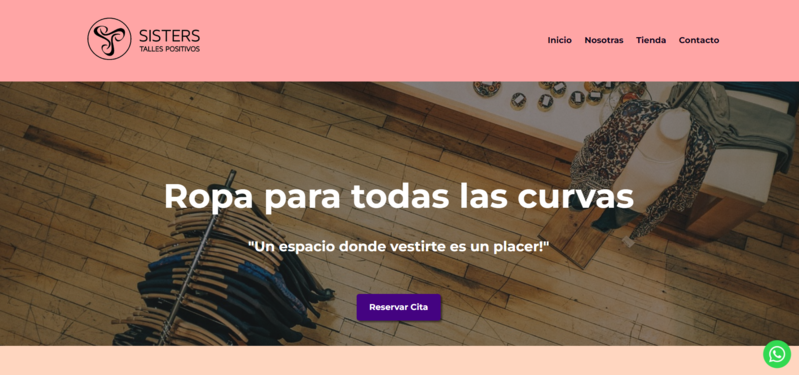 SISTERS
TALLES POSITIVOS
Inicio Nosotras Tienda Contacto
Ropa para todas las curvas
"Un espacio donde vestirte es un placer!"
Reservar Cita